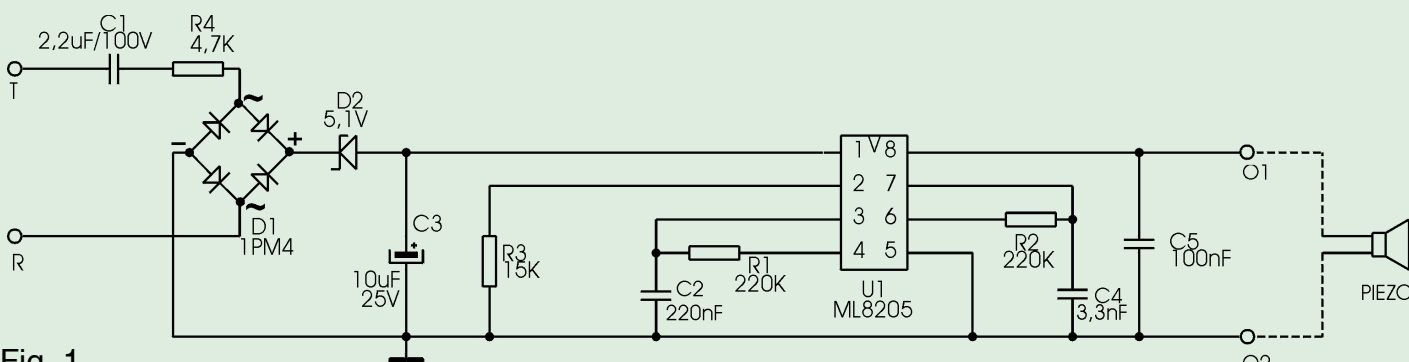 C1
2,2uF/100V
R4
4,7K
T
~
D2
5,1V
−
+
1 V 8
2 7
3 6
4 5
O1
~
D1
1PM4
R
C3
+
10uF
25V
R3
15K
R1
220K
C2
220nF
U1
ML8205
R2
220K
C4
3,3nF
C5
100nF
PIEZO
Fig. 1
O2